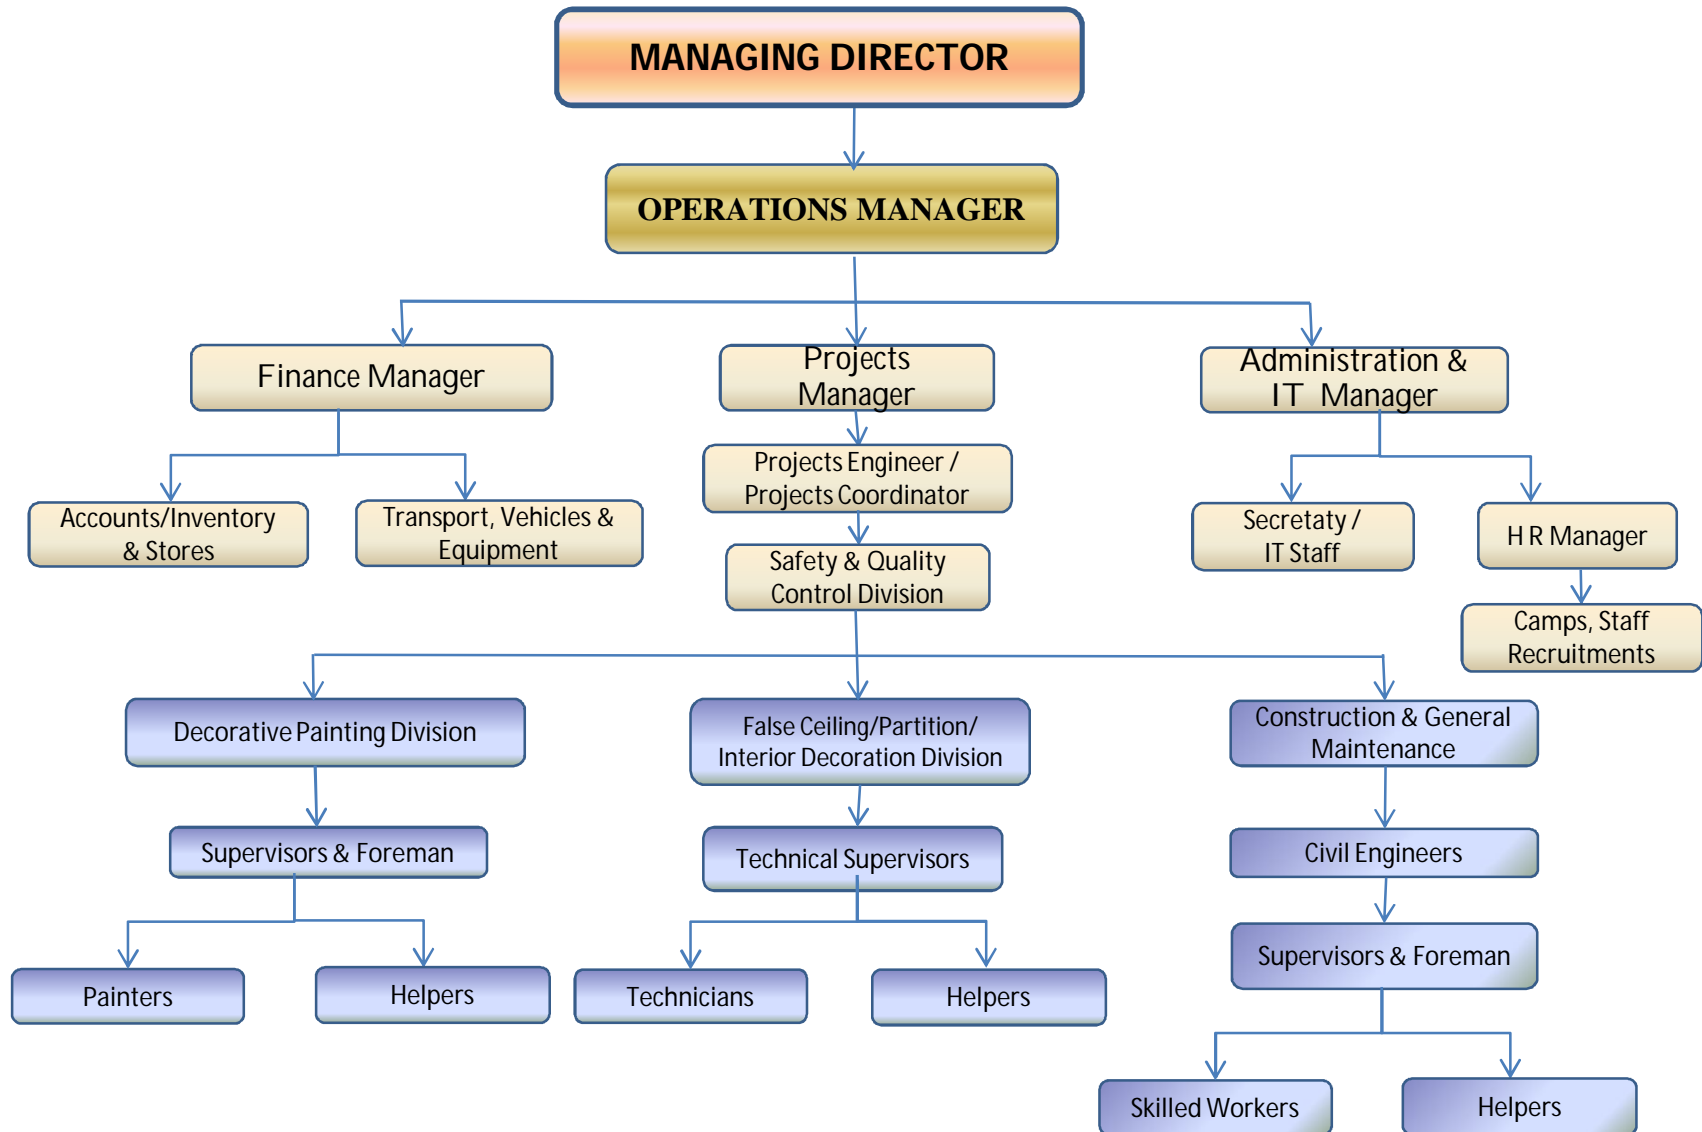 MANAGING DIRECTOR
OPERATIONS MANAGER
Finance Manager
Projects
Manager
Administration &
IT Manager
Projects Engineer /
Projects Coordinator
Accounts/Inventory
& Stores
Transport, Vehicles &
Equipment
Secretaty /
IT Staff
H R Manager
Safety & Quality
Control Division
Camps, Staff
Recruitments
Decorative Painting Division
False Ceiling/Partition/
Interior Decoration Division
Construction & General
Maintenance
Supervisors & Foreman
Technical Supervisors
Civil Engineers
Supervisors & Foreman
Painters
Helpers
Technicians
Helpers
Skilled Workers
Helpers